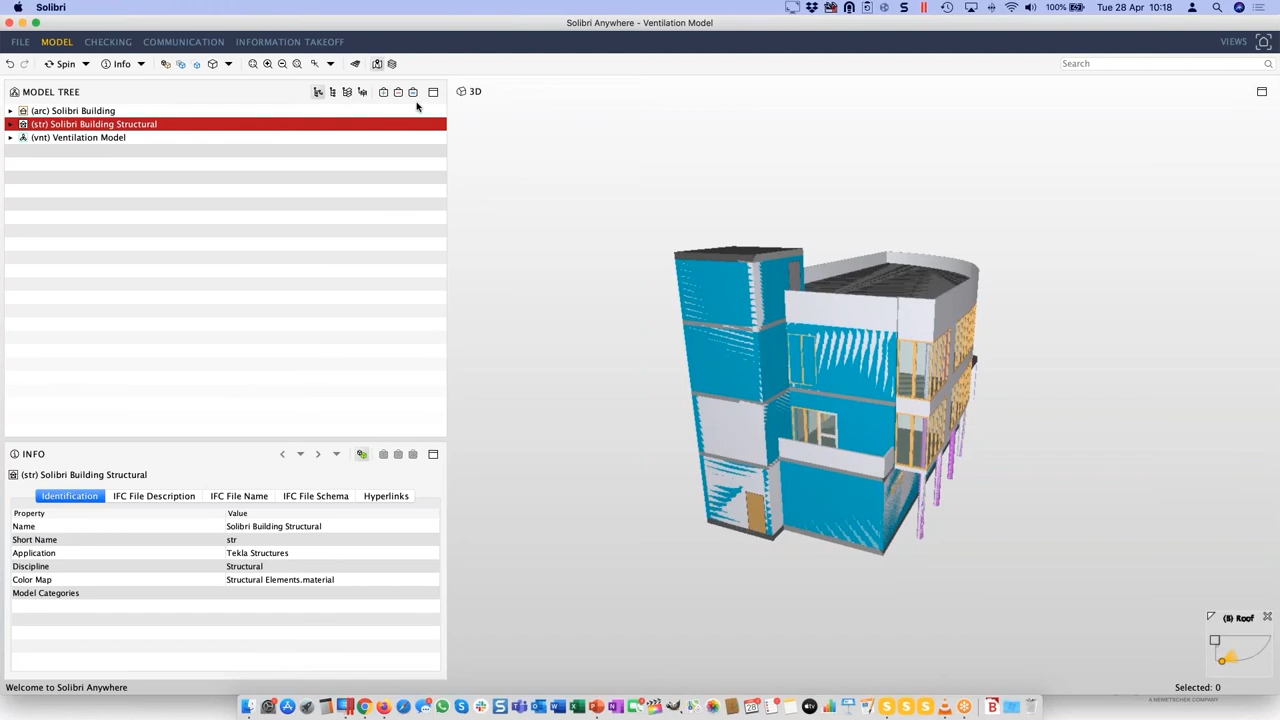 Solibri
100%
Tue 28 Apr 10:18
Solibri Anywhere - Ventilation Model
FILE
MODEL
CHECKING
COMMUNICATION
INFORMATION TAKEOFF
VIEWS
Spin
Info
Search
MODEL TREE
3D
(arc) Solibri Building
(str) Solibri Building Structural
(vnt) Ventilation Model
INFO
(str) Solibri Building Structural
Identification IFC File Description IFC File Name IFC File Schema Hyperlinks
Property Value
Name Solibri Building Structural
Short Name str
Application Tekla Structures
Discipline Structural
Color Map Structural Elements.material
Model Categories
(8) Roof
Welcome to Solibri Anywhere
Selected: 0
A NEMETSCHEK COMPANY